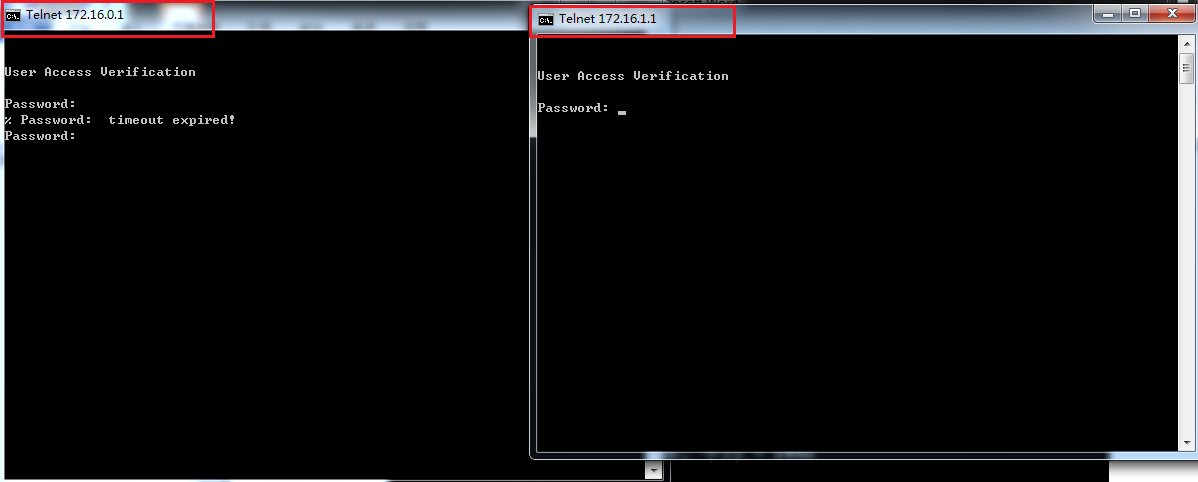 Telnet 172.16.0.1
User Access Verification
Password:
% Password:  timeout expired!
Password:
Telnet 172.16.1.1
User Access Verification
Password: